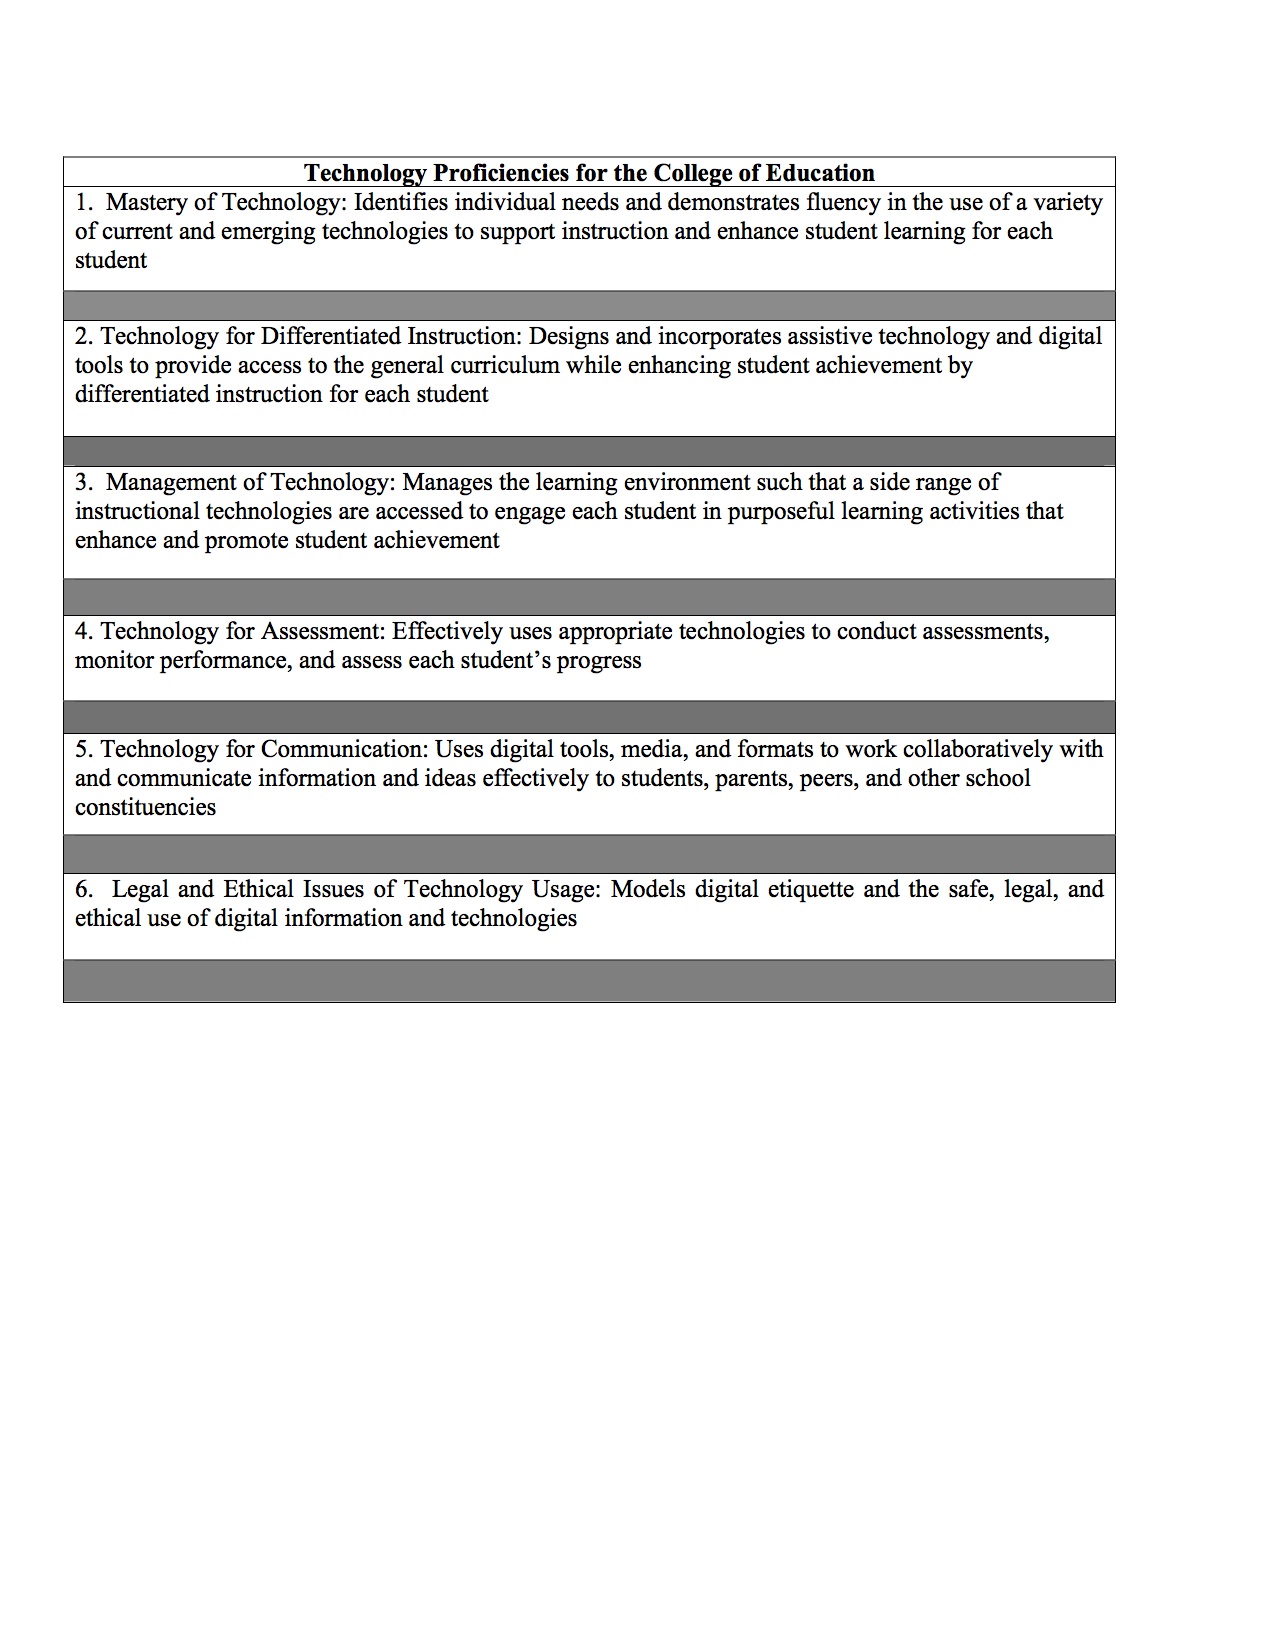 Technology Proficiencies for the College of Education
1.  Mastery of Technology: Identifies individual needs and demonstrates fluency in the use of a variety
of current and emerging technologies to support instruction and enhance student learning for each
student
2. Technology for Differentiated Instruction: Designs and incorporates assistive technology and digital
tools to provide access to the general curriculum while enhancing student achievement by
differentiated instruction for each student
3.  Management of Technology: Manages the learning environment such that a side range of
instructional technologies are accessed to engage each student in purposeful learning activities that
enhance and promote student achievement
4. Technology for Assessment: Effectively uses appropriate technologies to conduct assessments,
monitor performance, and assess each student’s progress
5. Technology for Communication: Uses digital tools, media, and formats to work collaboratively with
and communicate information and ideas effectively to students, parents, peers, and other school
constituencies
6.  Legal and Ethical Issues of Technology Usage: Models digital etiquette and the safe, legal, and
ethical use of digital information and technologies